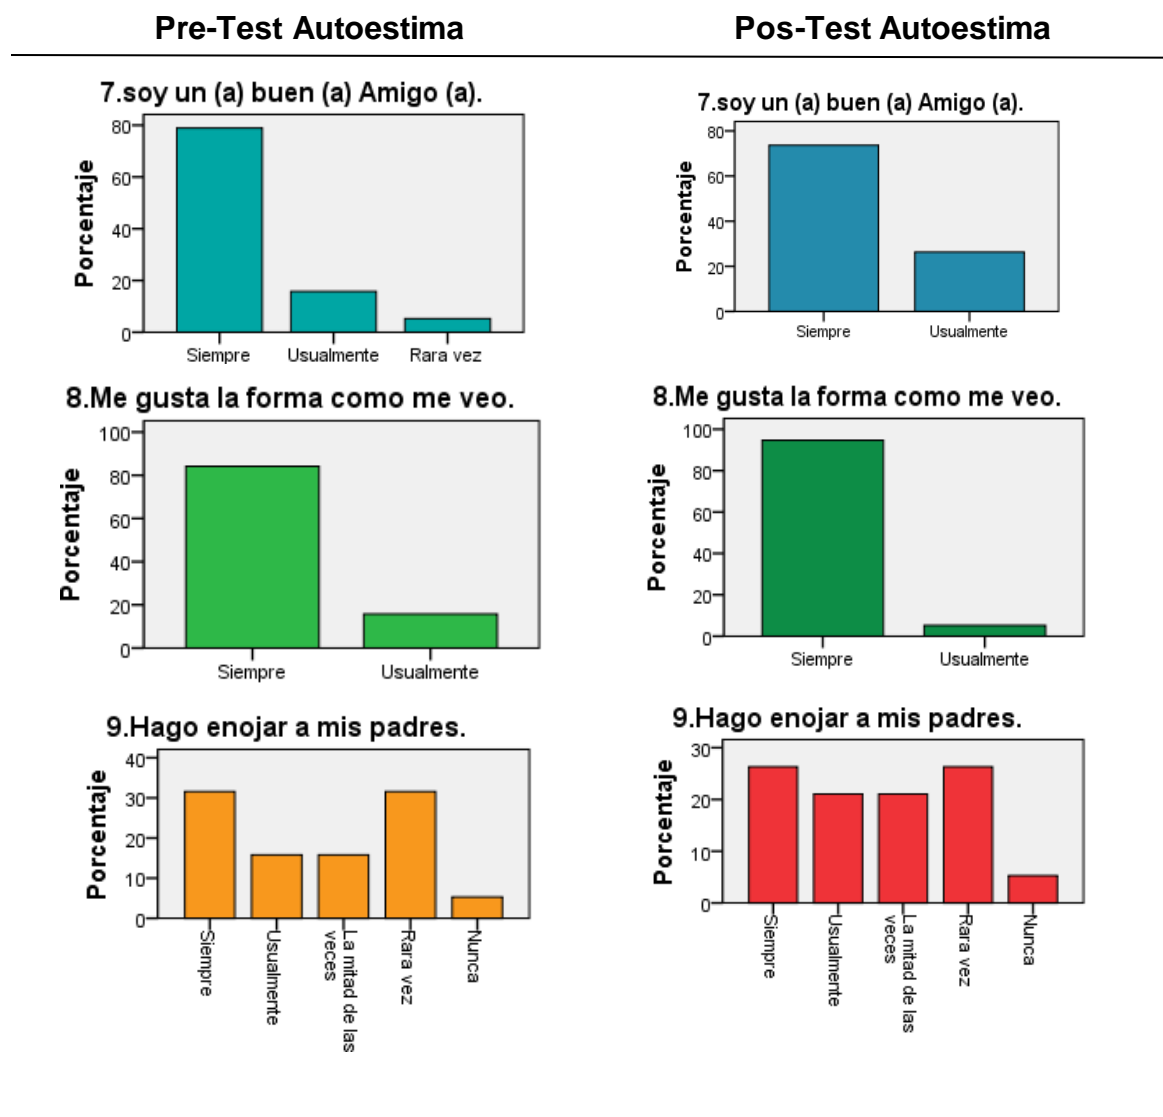 Pre-Test Autoestima
Pos-Test Autoestima
7.soy un (a) buen (a) Amigo (a).
Porcentaje
80
60
40
20
0
Siempre
Usualmente
Rara vez
7.soy un (a) buen (a) Amigo (a).
Porcentaje
80
60
40
20
0
Siempre
Usualmente
8.Me gusta la forma como me veo.
Porcentaje
100
80
60
40
20
0
Siempre
Usualmente
8.Me gusta la forma como me veo.
Porcentaje
100
80
60
40
20
0
Siempre
Usualmente
9.Hago enojar a mis padres.
Porcentaje
40
30
20
10
0
Siempre
Usualmente
La mitad de las
veces
Rara vez
Nunca
9.Hago enojar a mis padres.
Porcentaje
30
20
10
0
Siempre
Usualmente
La mitad de las
veces
Rara vez
Nunca